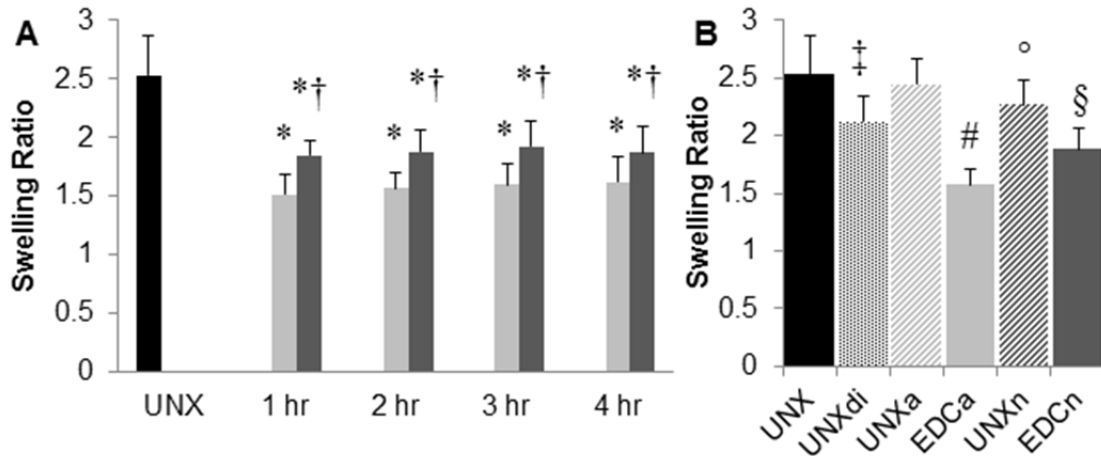 A
Swelling Ratio
3
2.5
2
1.5
1
0.5
0
*
*†
*
*†
*
*†
*
*†
UNX 1 hr 2 hr 3 hr 4 hr
B
Swelling Ratio
3
2.5
2
1.5
1
0.5
0
‡
#
°
§
UNX
UNXdi
UNXa
EDCa
UNXn
EDCn